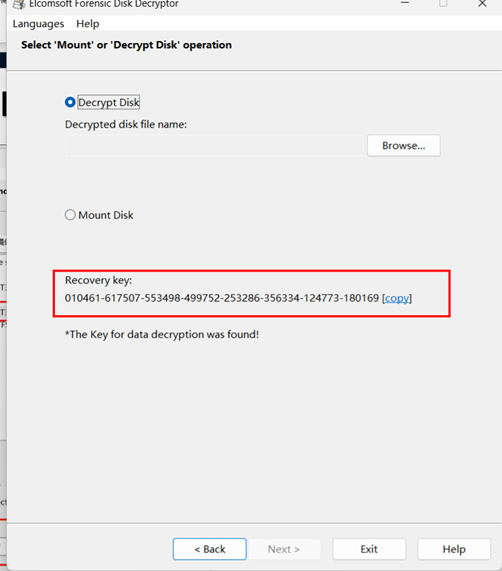 Elcomsoft Forensic Disk Decryptor
Languages Help
Select 'Mount' or 'Decrypt Disk' operation
Decrypt Disk
Decrypted disk file name:
Browse...
Mount Disk
Recovery key:
010461-617507-553498-499752-253286-356334-124773-180169 [copy]
*The Key for data decryption was found!
< Back Next > Exit Help